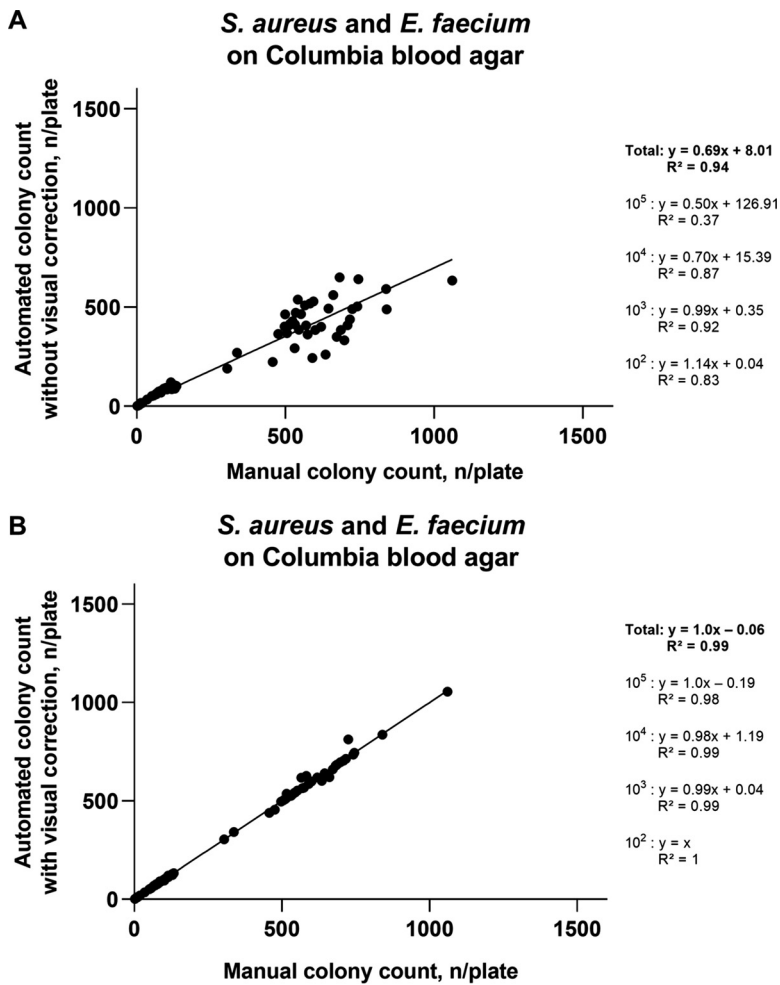 A
S. aureus and E. faecium
on Columbia blood agar
Automated colony count
without visual correction, n/plate
1500
1000
500
0
0 500 1000 1500
Manual colony count, n/plate
Total: y = 0.69x + 8.01
R² = 0.94
10⁵ : y = 0.50x + 126.91
R² = 0.37
10⁴ : y = 0.70x + 15.39
R² = 0.87
10³ : y = 0.99x + 0.35
R² = 0.92
10² : y = 1.14x + 0.04
R² = 0.83
B
S. aureus and E. faecium
on Columbia blood agar
Automated colony count
with visual correction, n/plate
1500
1000
500
0
0 500 1000 1500
Manual colony count, n/plate
Total: y = 1.0x – 0.06
R² = 0.99
10⁵ : y = 1.0x – 0.19
R² = 0.98
10⁴ : y = 0.98x + 1.19
R² = 0.99
10³ : y = 0.99x + 0.04
R² = 0.99
10² : y = x
R² = 1